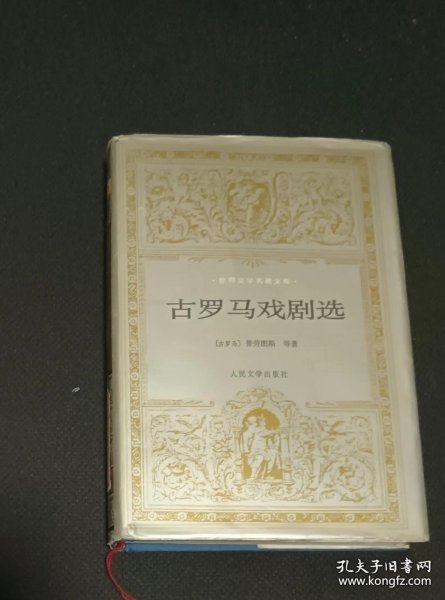 ·世界文学名著文库·
古罗马戏剧选
〔古罗马〕普劳图斯 等著
人民文学出版社
孔夫子旧书网
www.kongfz.com